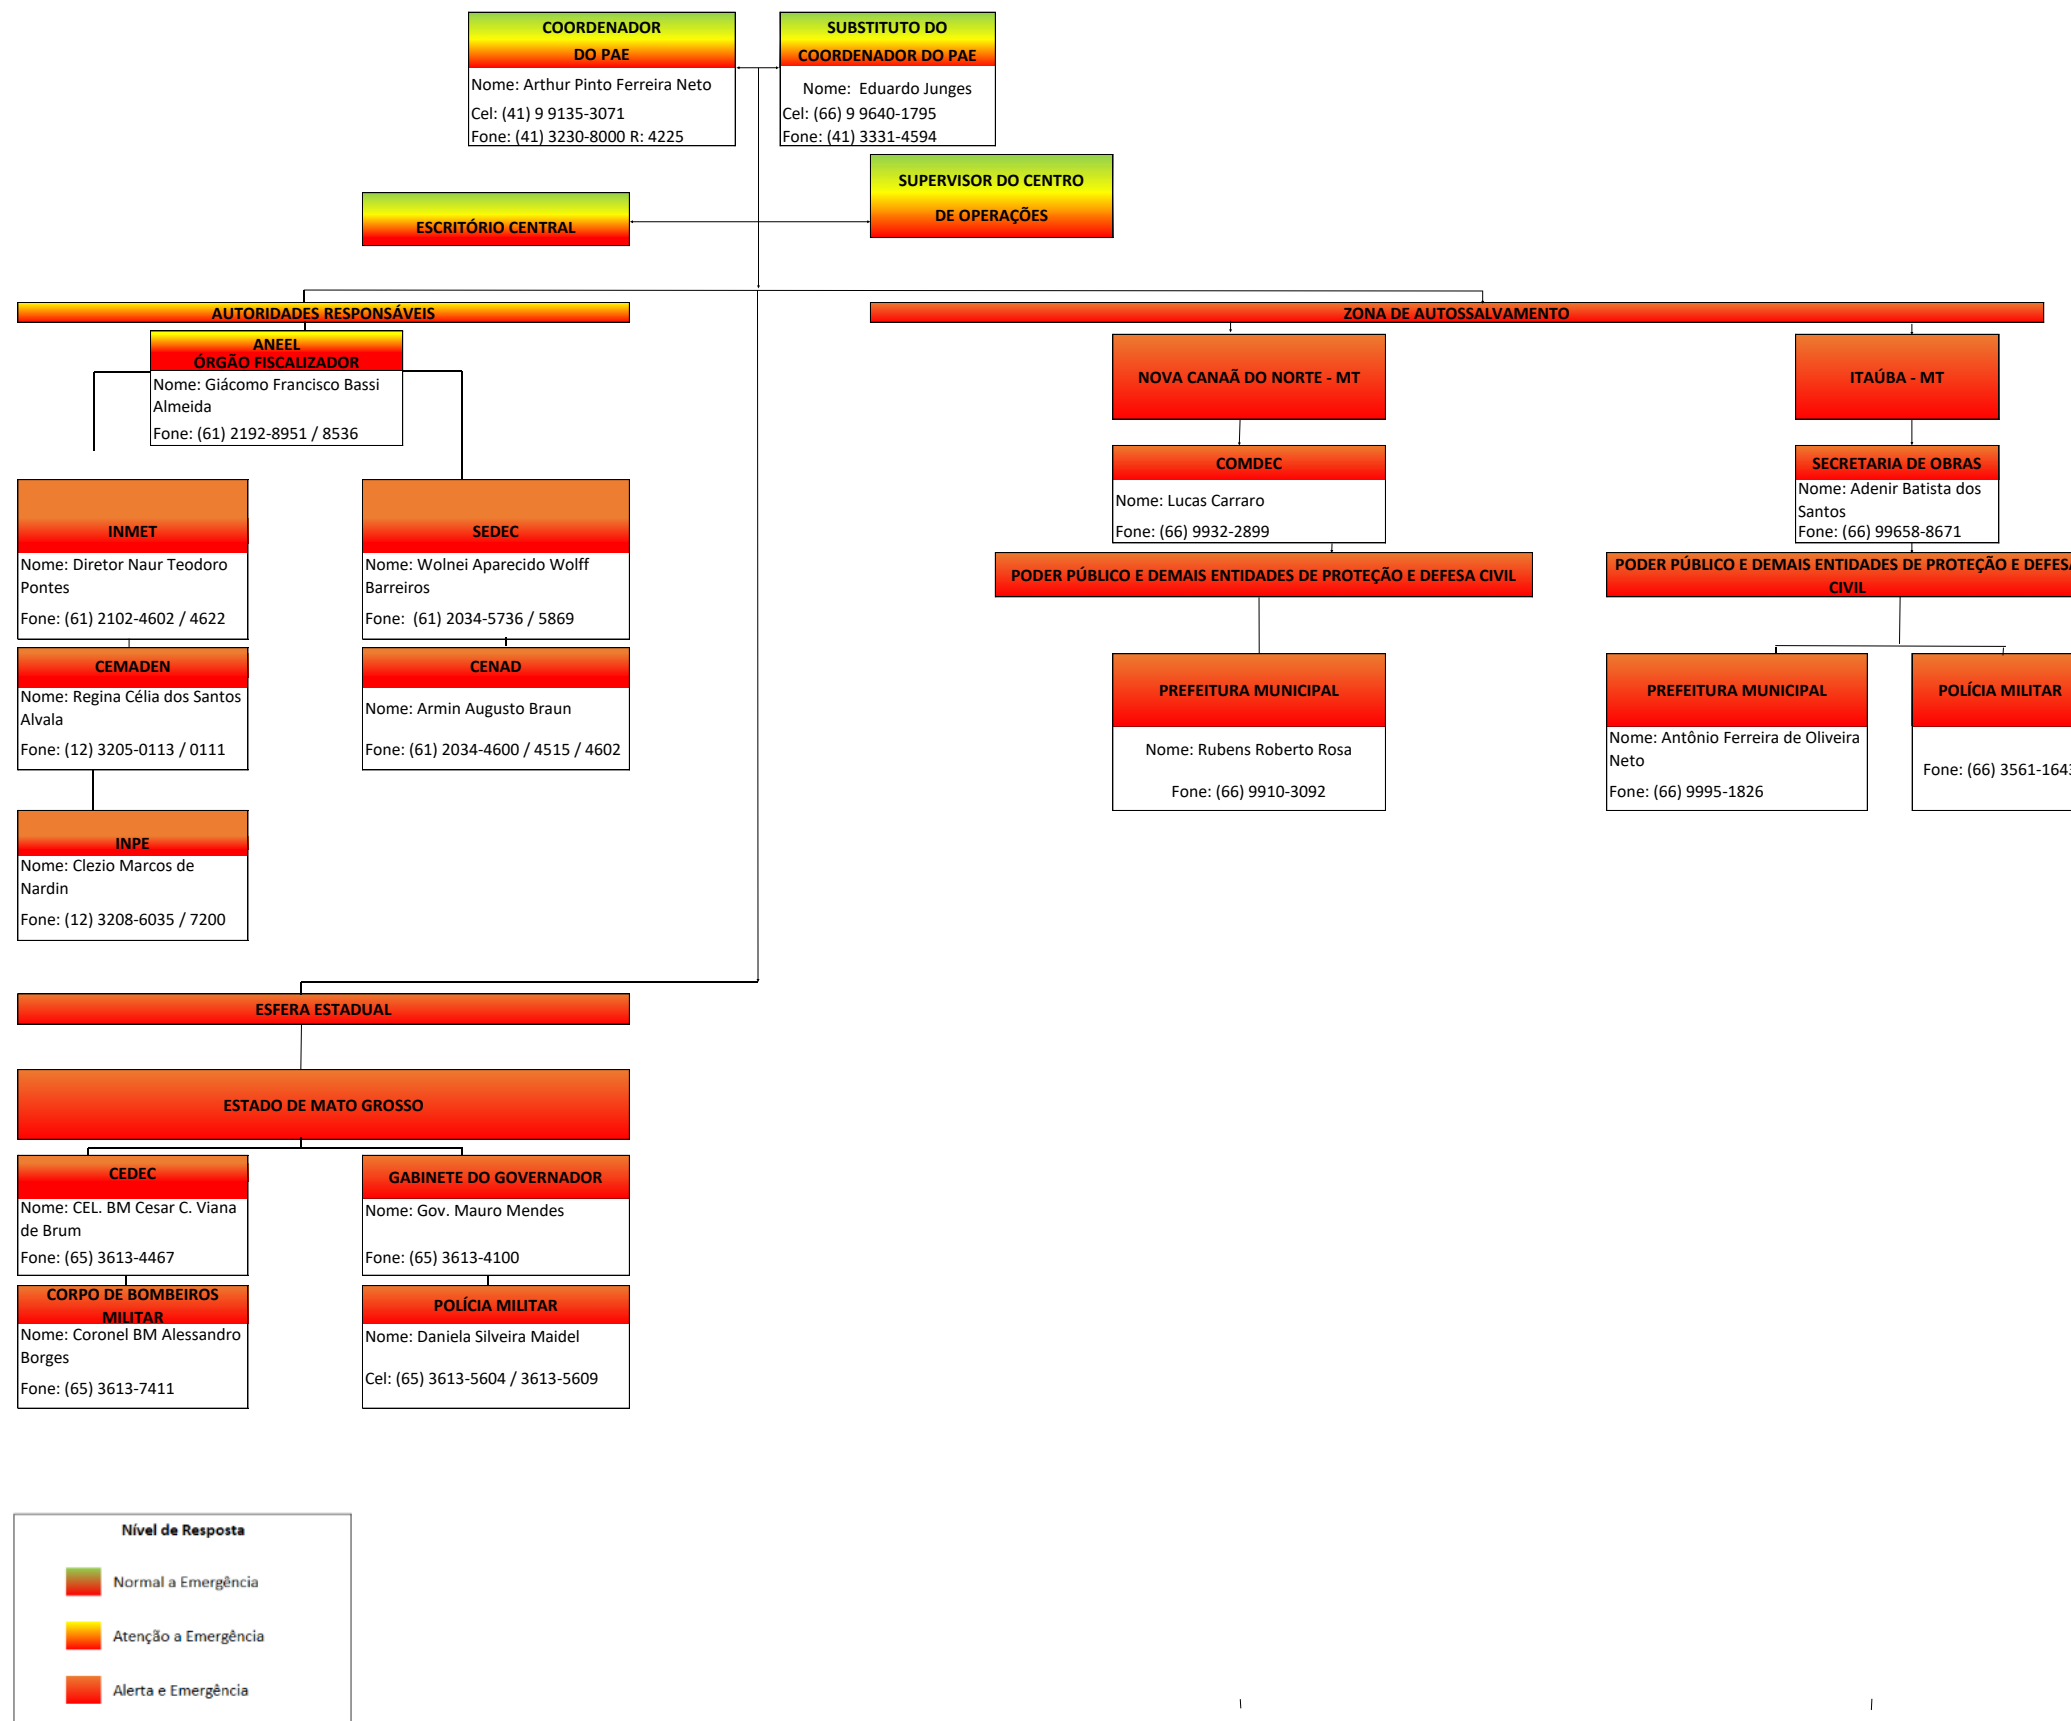 COORDENADOR
DO PAE
Nome: Arthur Pinto Ferreira Neto
Cel: (41) 9 9135-3071
Fone: (41) 3230-8000 R: 4225
SUBSTITUTO DO
COORDENADOR DO PAE
Nome: Eduardo Junges
Cel: (66) 9 9640-1795
Fone: (41) 3331-4594
SUPERVISOR DO CENTRO
DE OPERAÇÕES
ESCRITÓRIO CENTRAL
AUTORIDADES RESPONSÁVEIS
ANEEL
ÓRGÃO FISCALIZADOR
Nome: Giácomo Francisco Bassi
Almeida
Fone: (61) 2192-8951 / 8536
INMET
Nome: Diretor Naur Teodoro
Pontes
Fone: (61) 2102-4602 / 4622
SEDEC
Nome: Wolnei Aparecido Wolff
Barreiros
Fone: (61) 2034-5736 / 5869
CEMADEN
Nome: Regina Célia dos Santos
Alvala
Fone: (12) 3205-0113 / 0111
CENAD
Nome: Armin Augusto Braun
Fone: (61) 2034-4600 / 4515 / 4602
INPE
Nome: Clezio Marcos de
Nardin
Fone: (12) 3208-6035 / 7200
ZONA DE AUTOSSALVAMENTO
NOVA CANAÃ DO NORTE - MT
COMDEC
Nome: Lucas Carraro
Fone: (66) 9932-2899
PODER PÚBLICO E DEMAIS ENTIDADES DE PROTEÇÃO E DEFESA CIVIL
PREFEITURA MUNICIPAL
Nome: Rubens Roberto Rosa
Fone: (66) 9910-3092
ITAÚBA - MT
SECRETARIA DE OBRAS
Nome: Adenir Batista dos
Santos
Fone: (66) 99658-8671
PODER PÚBLICO E DEMAIS ENTIDADES DE PROTEÇÃO E DEFESA
CIVIL
PREFEITURA MUNICIPAL
Nome: Antônio Ferreira de Oliveira
Neto
Fone: (66) 9995-1826
POLÍCIA MILITAR
Fone: (66) 3561-1643
ESFERA ESTADUAL
ESTADO DE MATO GROSSO
CEDEC
Nome: CEL. BM Cesar C. Viana
de Brum
Fone: (65) 3613-4467
GABINETE DO GOVERNADOR
Nome: Gov. Mauro Mendes
Fone: (65) 3613-4100
CORPO DE BOMBEIROS
MILITAR
Nome: Coronel BM Alessandro
Borges
Fone: (65) 3613-7411
POLÍCIA MILITAR
Nome: Daniela Silveira Maidel
Cel: (65) 3613-5604 / 3613-5609
Nível de Resposta
Normal a Emergência
Atenção a Emergência
Alerta e Emergência